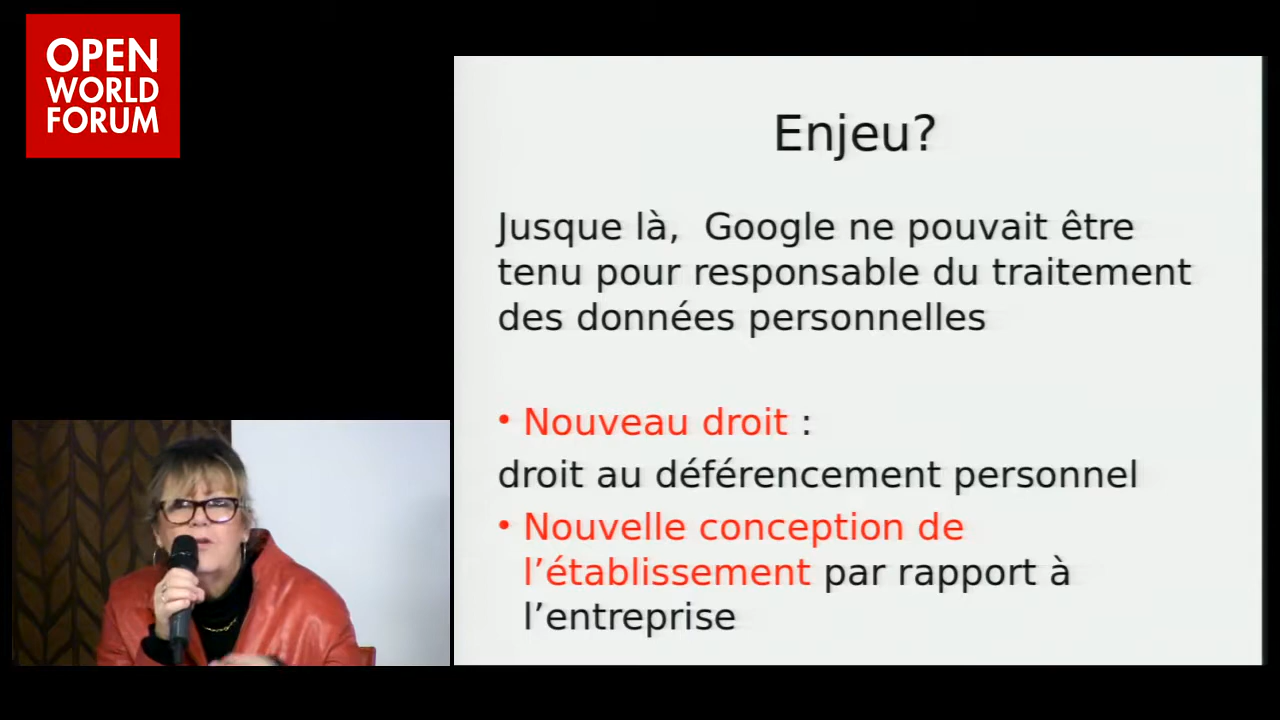 OPEN
WORLD
FORUM
Enjeu?
Jusque là, Google ne pouvait être
tenu pour responsable du traitement
des données personnelles
• Nouveau droit :
droit au déférencement personnel
• Nouvelle conception de
l’établissement par rapport à
l’entreprise